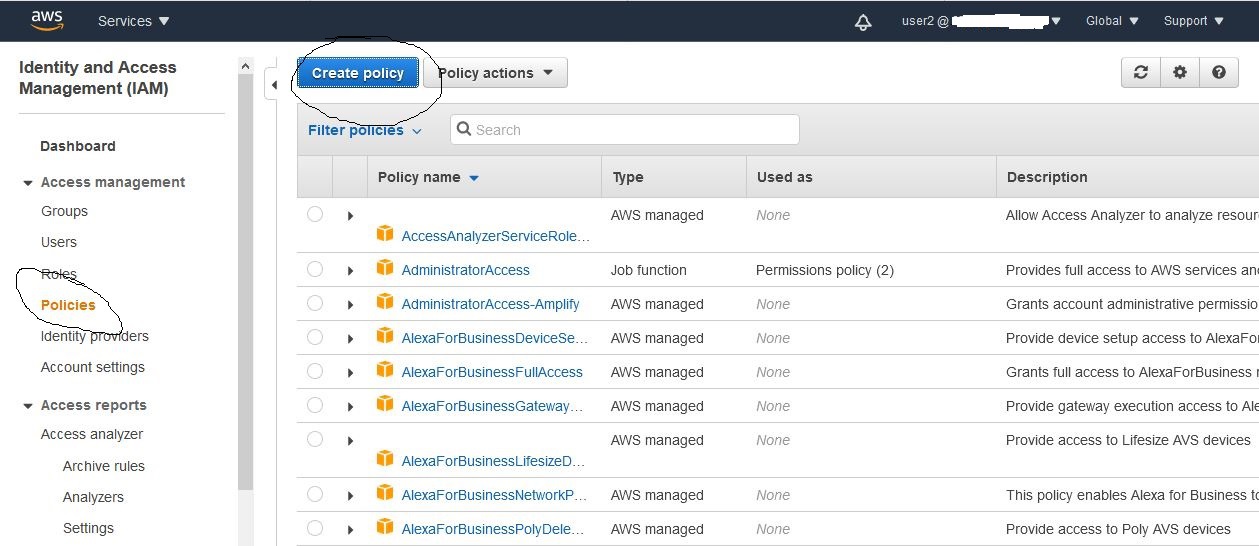 aws Services user2 @ Global Support
Identity and Access
Management (IAM)
Dashboard
Access management
Groups
Users
Roles
Policies
Identity providers
Account settings
Access reports
Access analyzer
Archive rules
Analyzers
Settings
Create policy Policy actions
Filter policies Search
Policy name Type Used as Description
AccessAnalyzerServiceRole… AWS managed None Allow Access Analyzer to analyze resour
AdministratorAccess Job function Permissions policy (2) Provides full access to AWS services an
AdministratorAccess-Amplify AWS managed None Grants account administrative permissio
AlexaForBusinessDeviceSe… AWS managed None Provide device setup access to AlexaFor
AlexaForBusinessFullAccess AWS managed None Grants full access to AlexaForBusiness r
AlexaForBusinessGateway… AWS managed None Provide gateway execution access to Ale
AlexaForBusinessLifesizeD… AWS managed None Provide access to Lifesize AVS devices
AlexaForBusinessNetworkP… AWS managed None This policy enables Alexa for Business to
AlexaForBusinessPolyDele… AWS managed None Provide access to Poly AVS devices